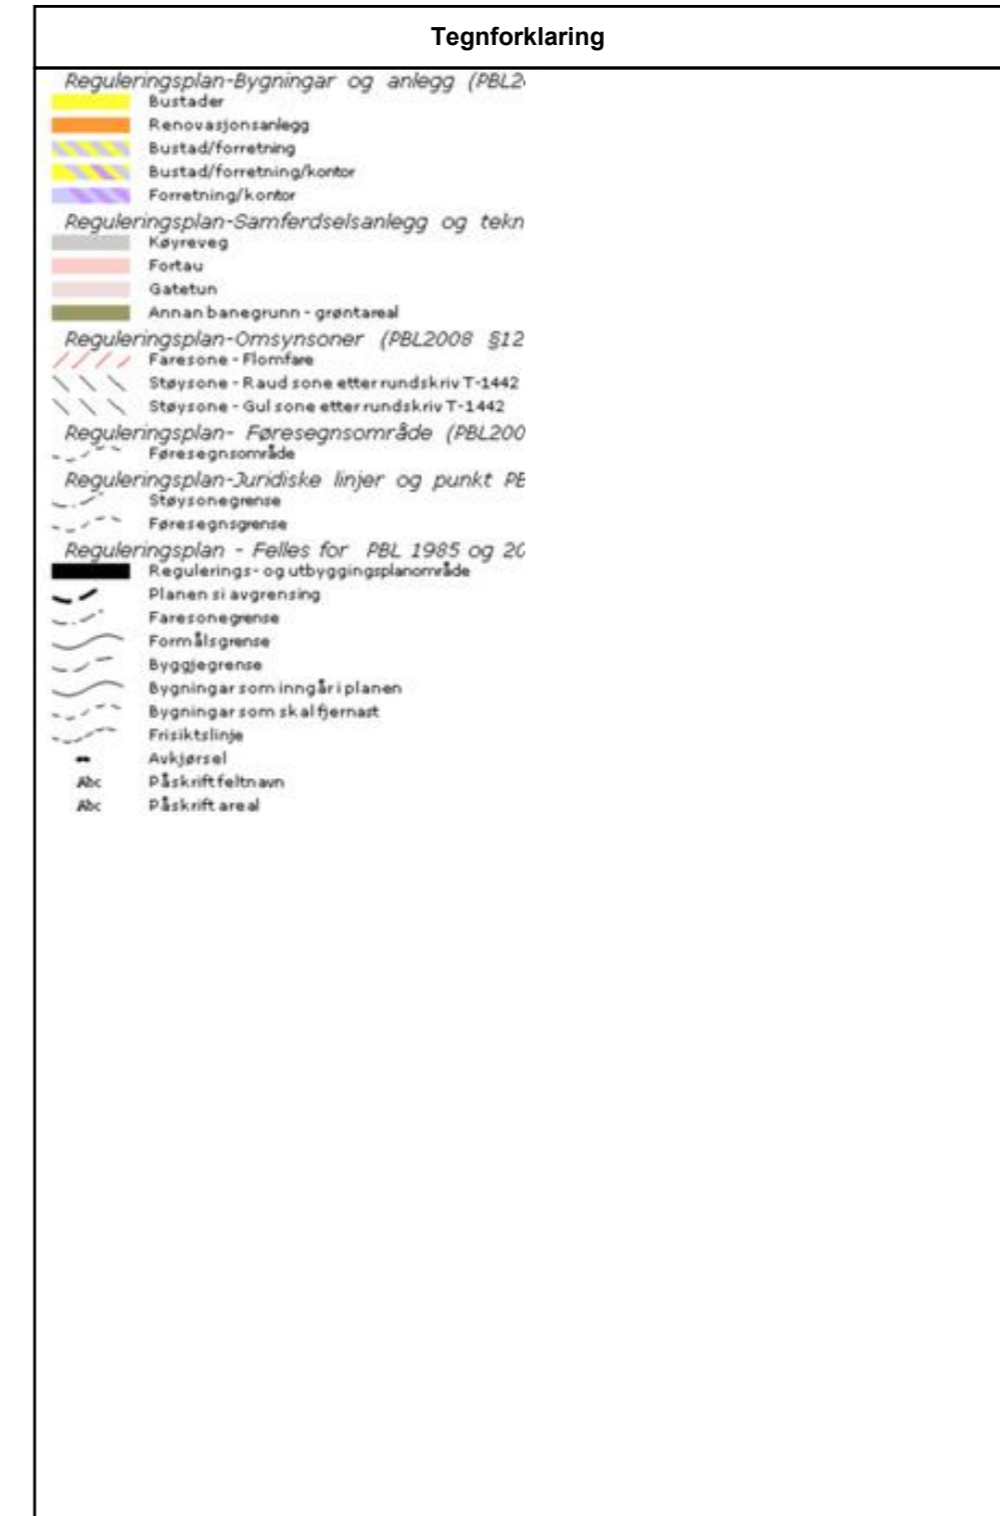 Tegnforklaring
Reguleringsplan-Bygningar og anlegg (PBL2
Bustader
Renovasjonsanlegg
Bustad/forretning
Bustad/forretning/kontor
Forretning/kontor
Reguleringsplan-Samferdselsanlegg og tekn
Køyreveg
Fortau
Gatetun
Annan banegrunn - grøntareal
Reguleringsplan-Omsynsoner (PBL2008 §12
Faresone - Flomfare
Støysone - Raud sone etter rundskriv T-1442
Støysone - Gul sone etter rundskriv T-1442
Reguleringsplan- Føresegnsområde (PBL200
Føresegnsområde
Reguleringsplan-Juridiske linjer og punkt PB
Støysonegrense
Føresegnsgrense
Reguleringsplan - Felles for PBL 1985 og 20
Regulerings- og utbyggingsplanområde
Planen si avgrensing
Faresonegrense
Formålsgrense
Byggjegrense
Bygningar som inngår i planen
Bygningar som skal fjernast
Frisiktslinje
Avkjørsel
Abc Påskrift feltnavn
Abc Påskrift areal